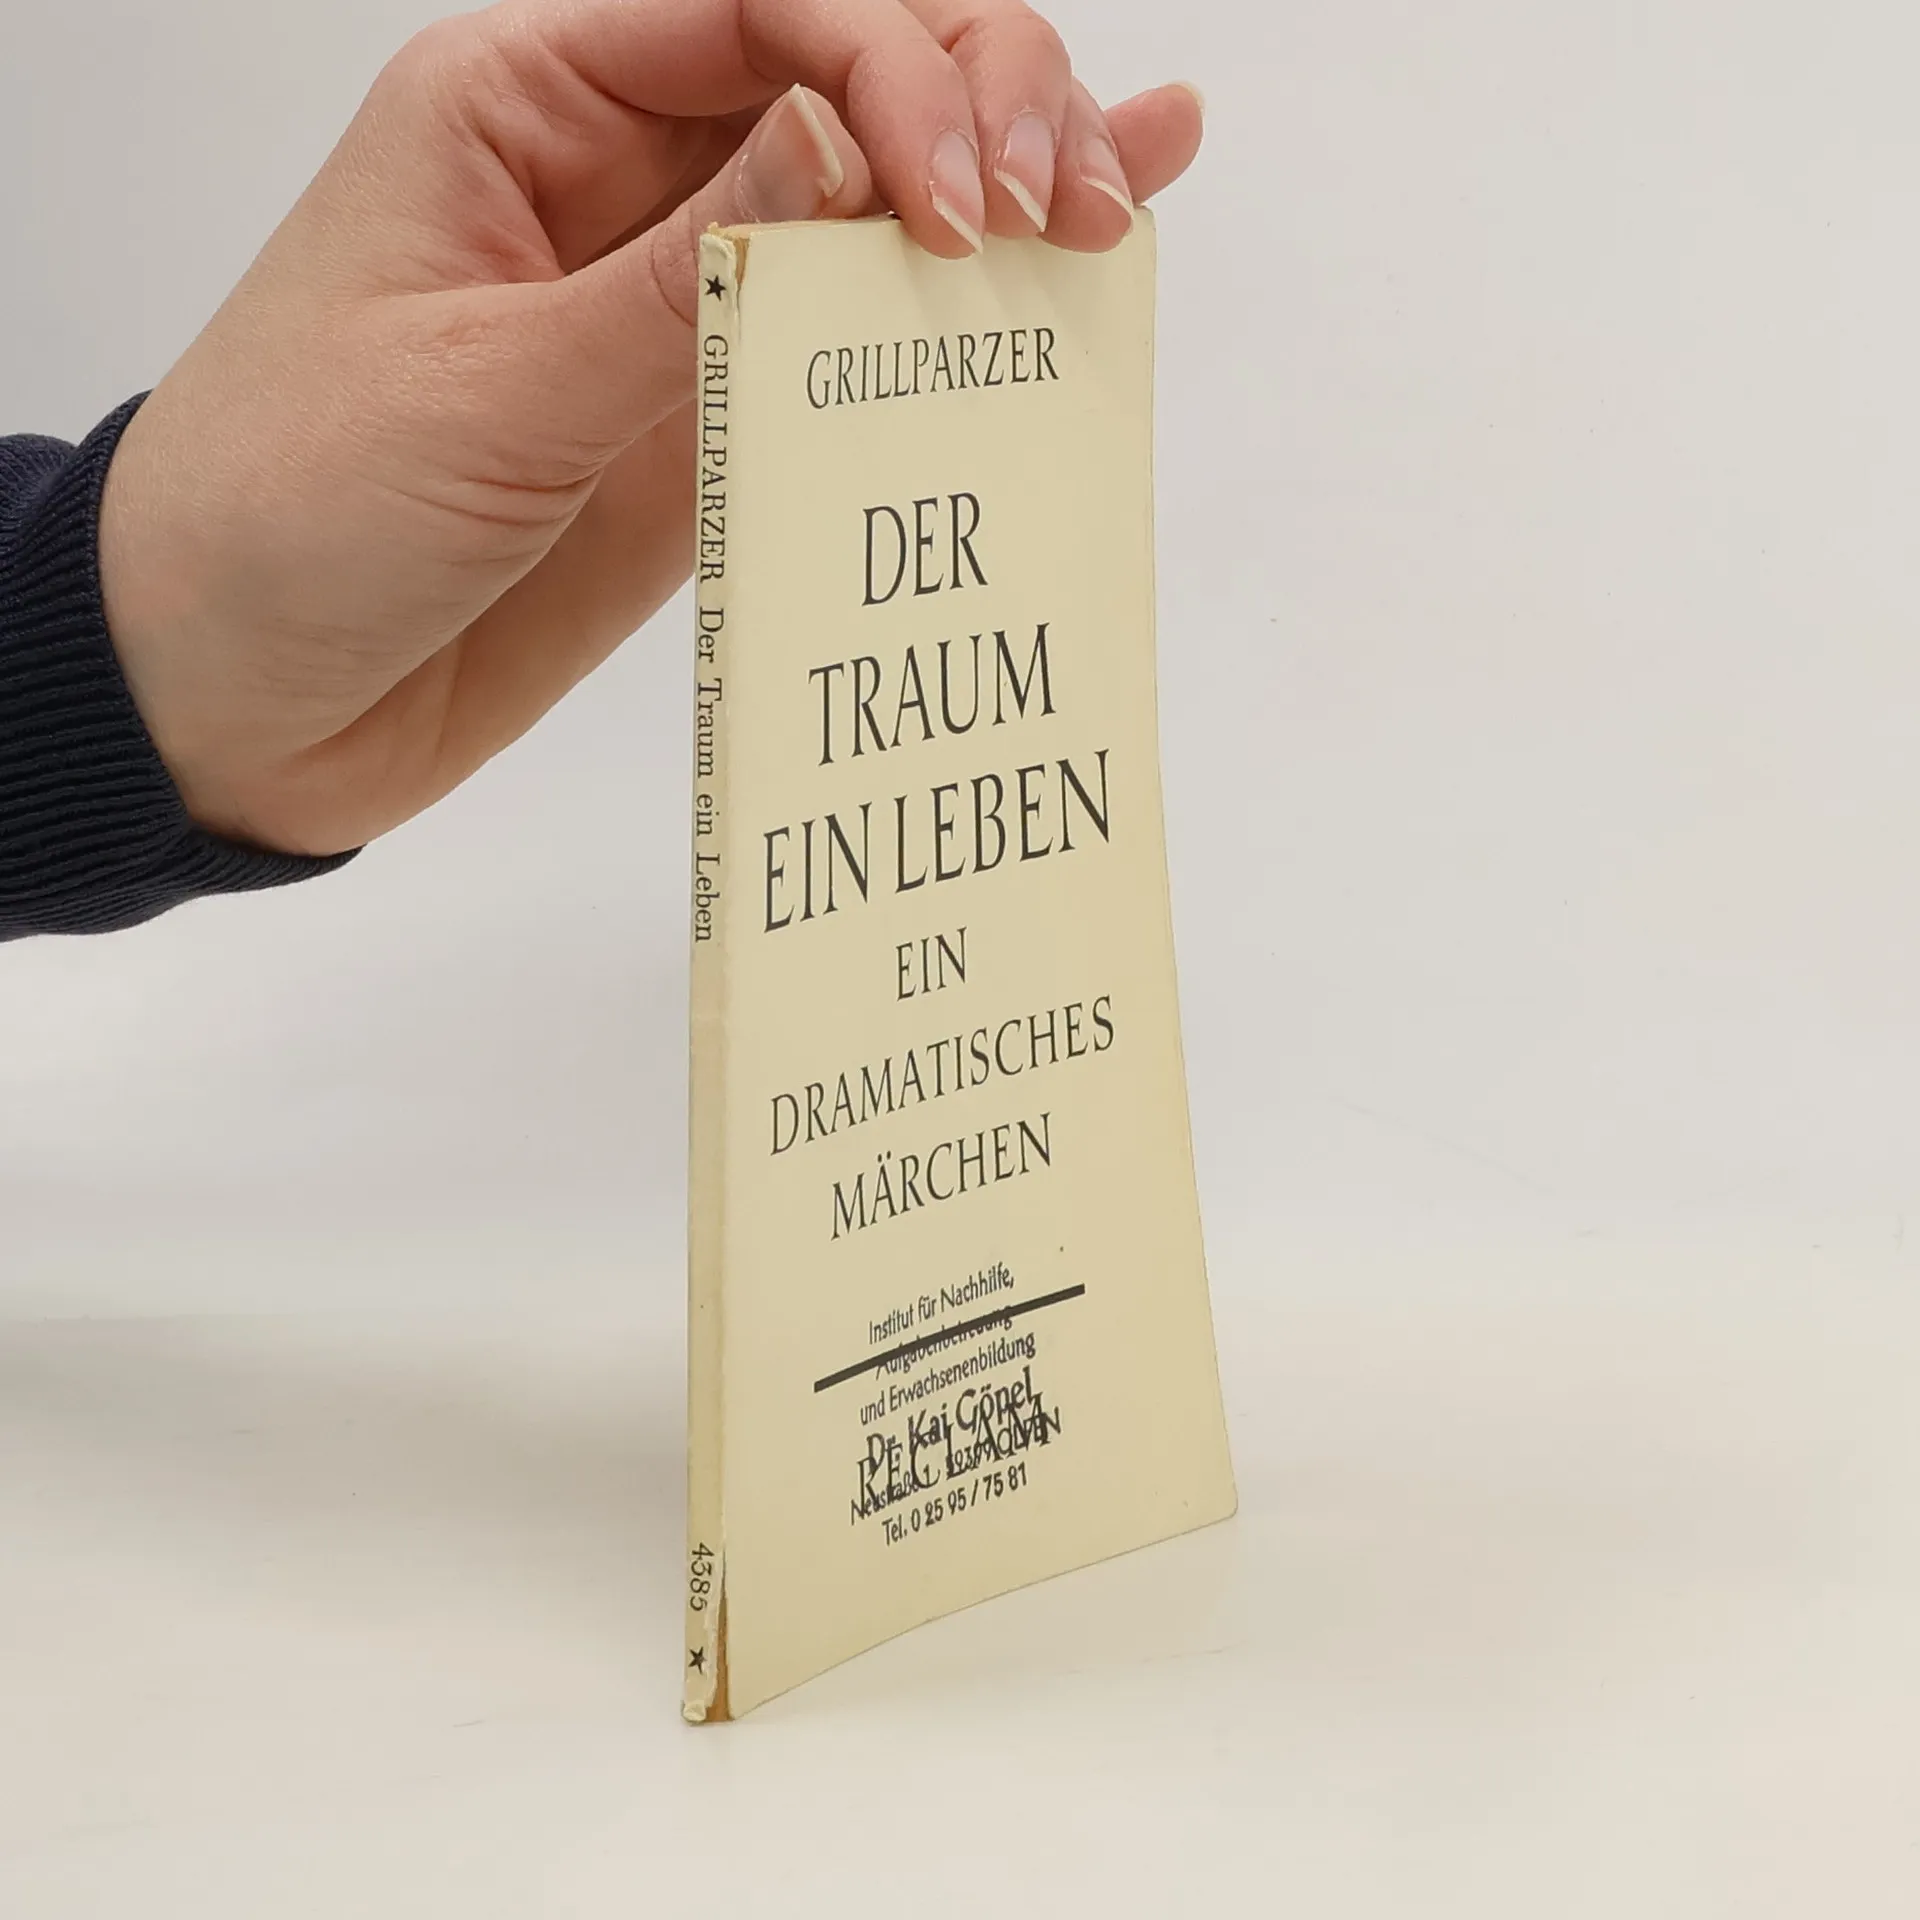 GRILLPARZER Der Traum ein Leben
4385
GRILLPARZER
DER
TRAUM
EIN LEBEN
EIN
DRAMATISCHES
MÄRCHEN
Institut für Nachhilfe,
Aufgabenbetreuung
und Erwachsenenbildung
Dr. Kai Göpel
RECLAM
Tel. 0 25 95 / 75 81